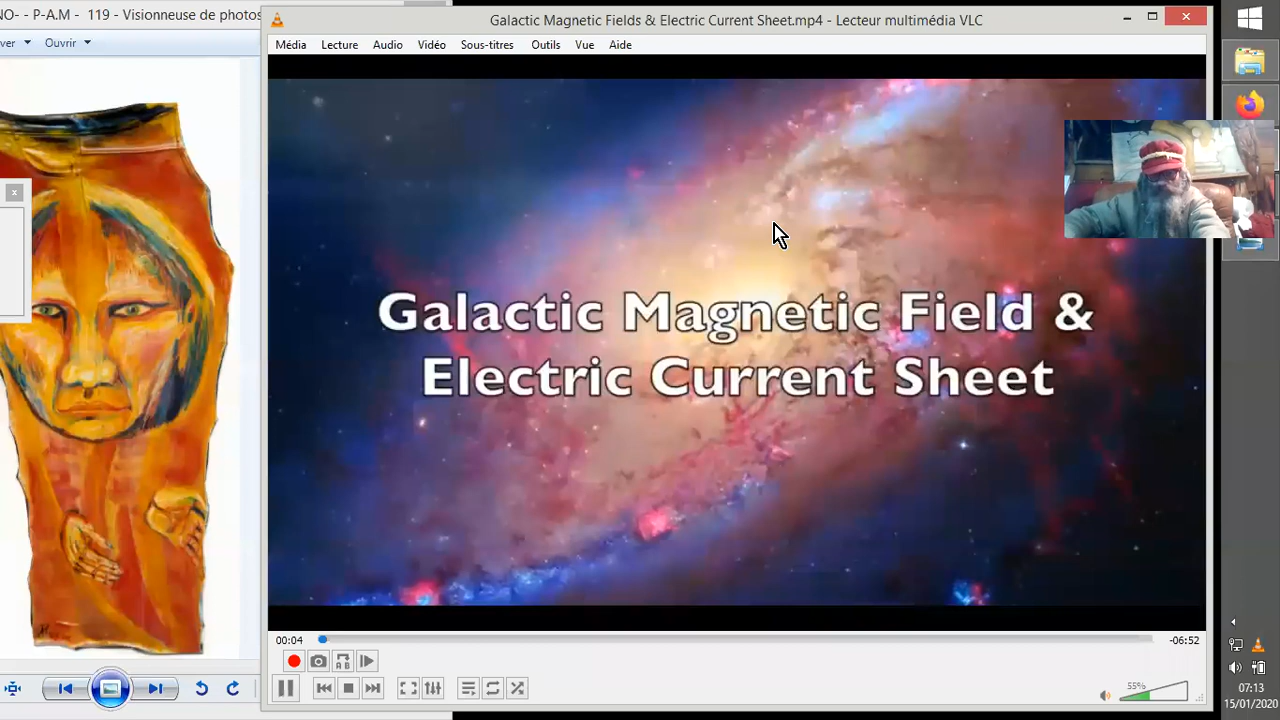 NO- - P-A.M - 119 - Visionneuse de photos
Galactic Magnetic Fields & Electric Current Sheet.mp4 - Lecteur multimédia VLC
Ouvrir
Média Lecture Audio Vidéo Sous-titres Outils Vue Aide
x
Galactic Magnetic Field &
Electric Current Sheet
00:04
-06:52
A B
55%
07:13
15/01/2020